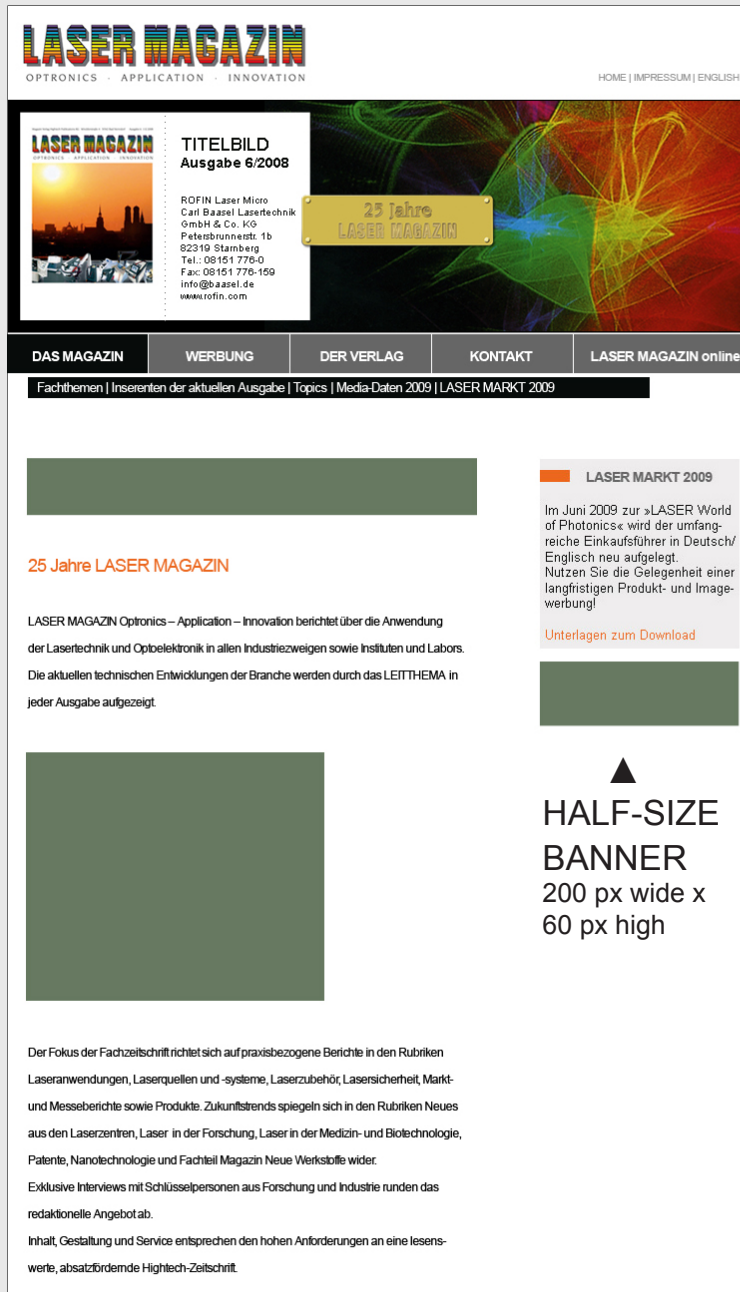 LASER MAGAZIN
OPTRONICS · APPLICATION · INNOVATION
HOME | IMPRESSUM | ENGLISH
LASER MAGAZIN
OPTRONICS · APPLICATION · INNOVATION
TITELBILD
Ausgabe 6/2008
ROFIN Laser Micro
Carl Baasel Lasertechnik
GmbH & Co. KG
Petersbrunnerstr. 1b
82319 Starnberg
Tel.: 08151 776-0
Fax: 08151 776-159
info@baasel.de
www.rofin.com
25 Jahre
LASER MAGAZIN
DAS MAGAZIN
WERBUNG
DER VERLAG
KONTAKT
LASER MAGAZIN online
Fachthemen | Inserenten der aktuellen Ausgabe | Topics | Media-Daten 2009 | LASER MARKT 2009
25 Jahre LASER MAGAZIN
LASER MAGAZIN Optronics – Application – Innovation berichtet über die Anwendung
der Lasertechnik und Optoelektronik in allen Industriezweigen sowie Instituten und Labors.
Die aktuellen technischen Entwicklungen der Branche werden durch das LEITTHEMA in
jeder Ausgabe aufgezeigt.
Der Fokus der Fachzeitschrift richtet sich auf praxisbezogene Berichte in den Rubriken
Laseranwendungen, Laserquellen und -systeme, Laserzubehör, Lasersicherheit, Markt-
und Messeberichte sowie Produkte. Zukunftstrends spiegeln sich in den Rubriken Neues
aus den Laserzentren, Laser in der Forschung, Laser in der Medizin- und Biotechnologie,
Patente, Nanotechnologie und Fachteil Magazin Neue Werkstoffe wider.
Exklusive Interviews mit Schlüsselpersonen aus Forschung und Industrie runden das
redaktionelle Angebot ab.
Inhalt, Gestaltung und Service entsprechen den hohen Anforderungen an eine lesens-
werte, absatzfördernde Hightech-Zeitschrift.
LASER MARKT 2009
Im Juni 2009 zur »LASER World
of Photonics« wird der umfang-
reiche Einkaufsführer in Deutsch/
Englisch neu aufgelegt.
Nutzen Sie die Gelegenheit einer
langfristigen Produkt- und Image-
werbung!
Unterlagen zum Download
▲
HALF-SIZE
BANNER
200 px wide x
60 px high